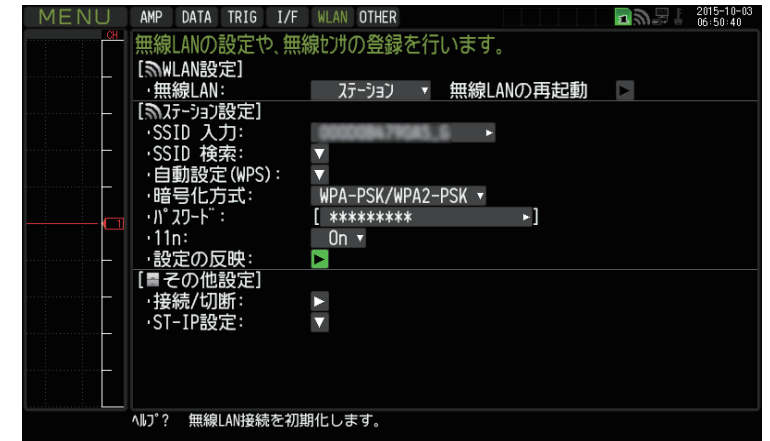 MENU AMP DATA TRIG I/F WLAN OTHER 1 2015-10-03
06:50:40
CH
無線LANの設定や、無線ｾﾝｻの登録を行います。
[WLAN設定]
・無線LAN: ｽﾃｰｼｮﾝ ▼ 無線LANの再起動 ▶
[ｽﾃｰｼｮﾝ設定]
・SSID 入力: ▶
・SSID 検索: ▼
・自動設定(WPS): ▼
・暗号化方式: WPA-PSK/WPA2-PSK ▼
・ﾊﾟｽﾜｰﾄﾞ: [ ********* ▶]
1
・11n: On ▼
・設定の反映: ▶
[その他設定]
・接続/切断: ▶
・ST-IP設定: ▼
ﾍﾙﾌﾟ? 無線LAN接続を初期化します。